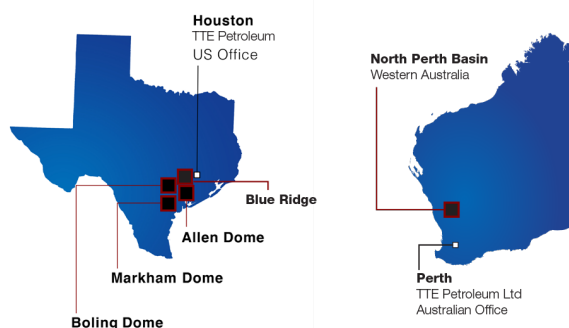 Houston
TTE Petroleum
US Office
Blue Ridge
Allen Dome
Markham Dome
Boling Dome
North Perth Basin
Western Australia
Perth
TTE Petroleum Ltd
Australian Office